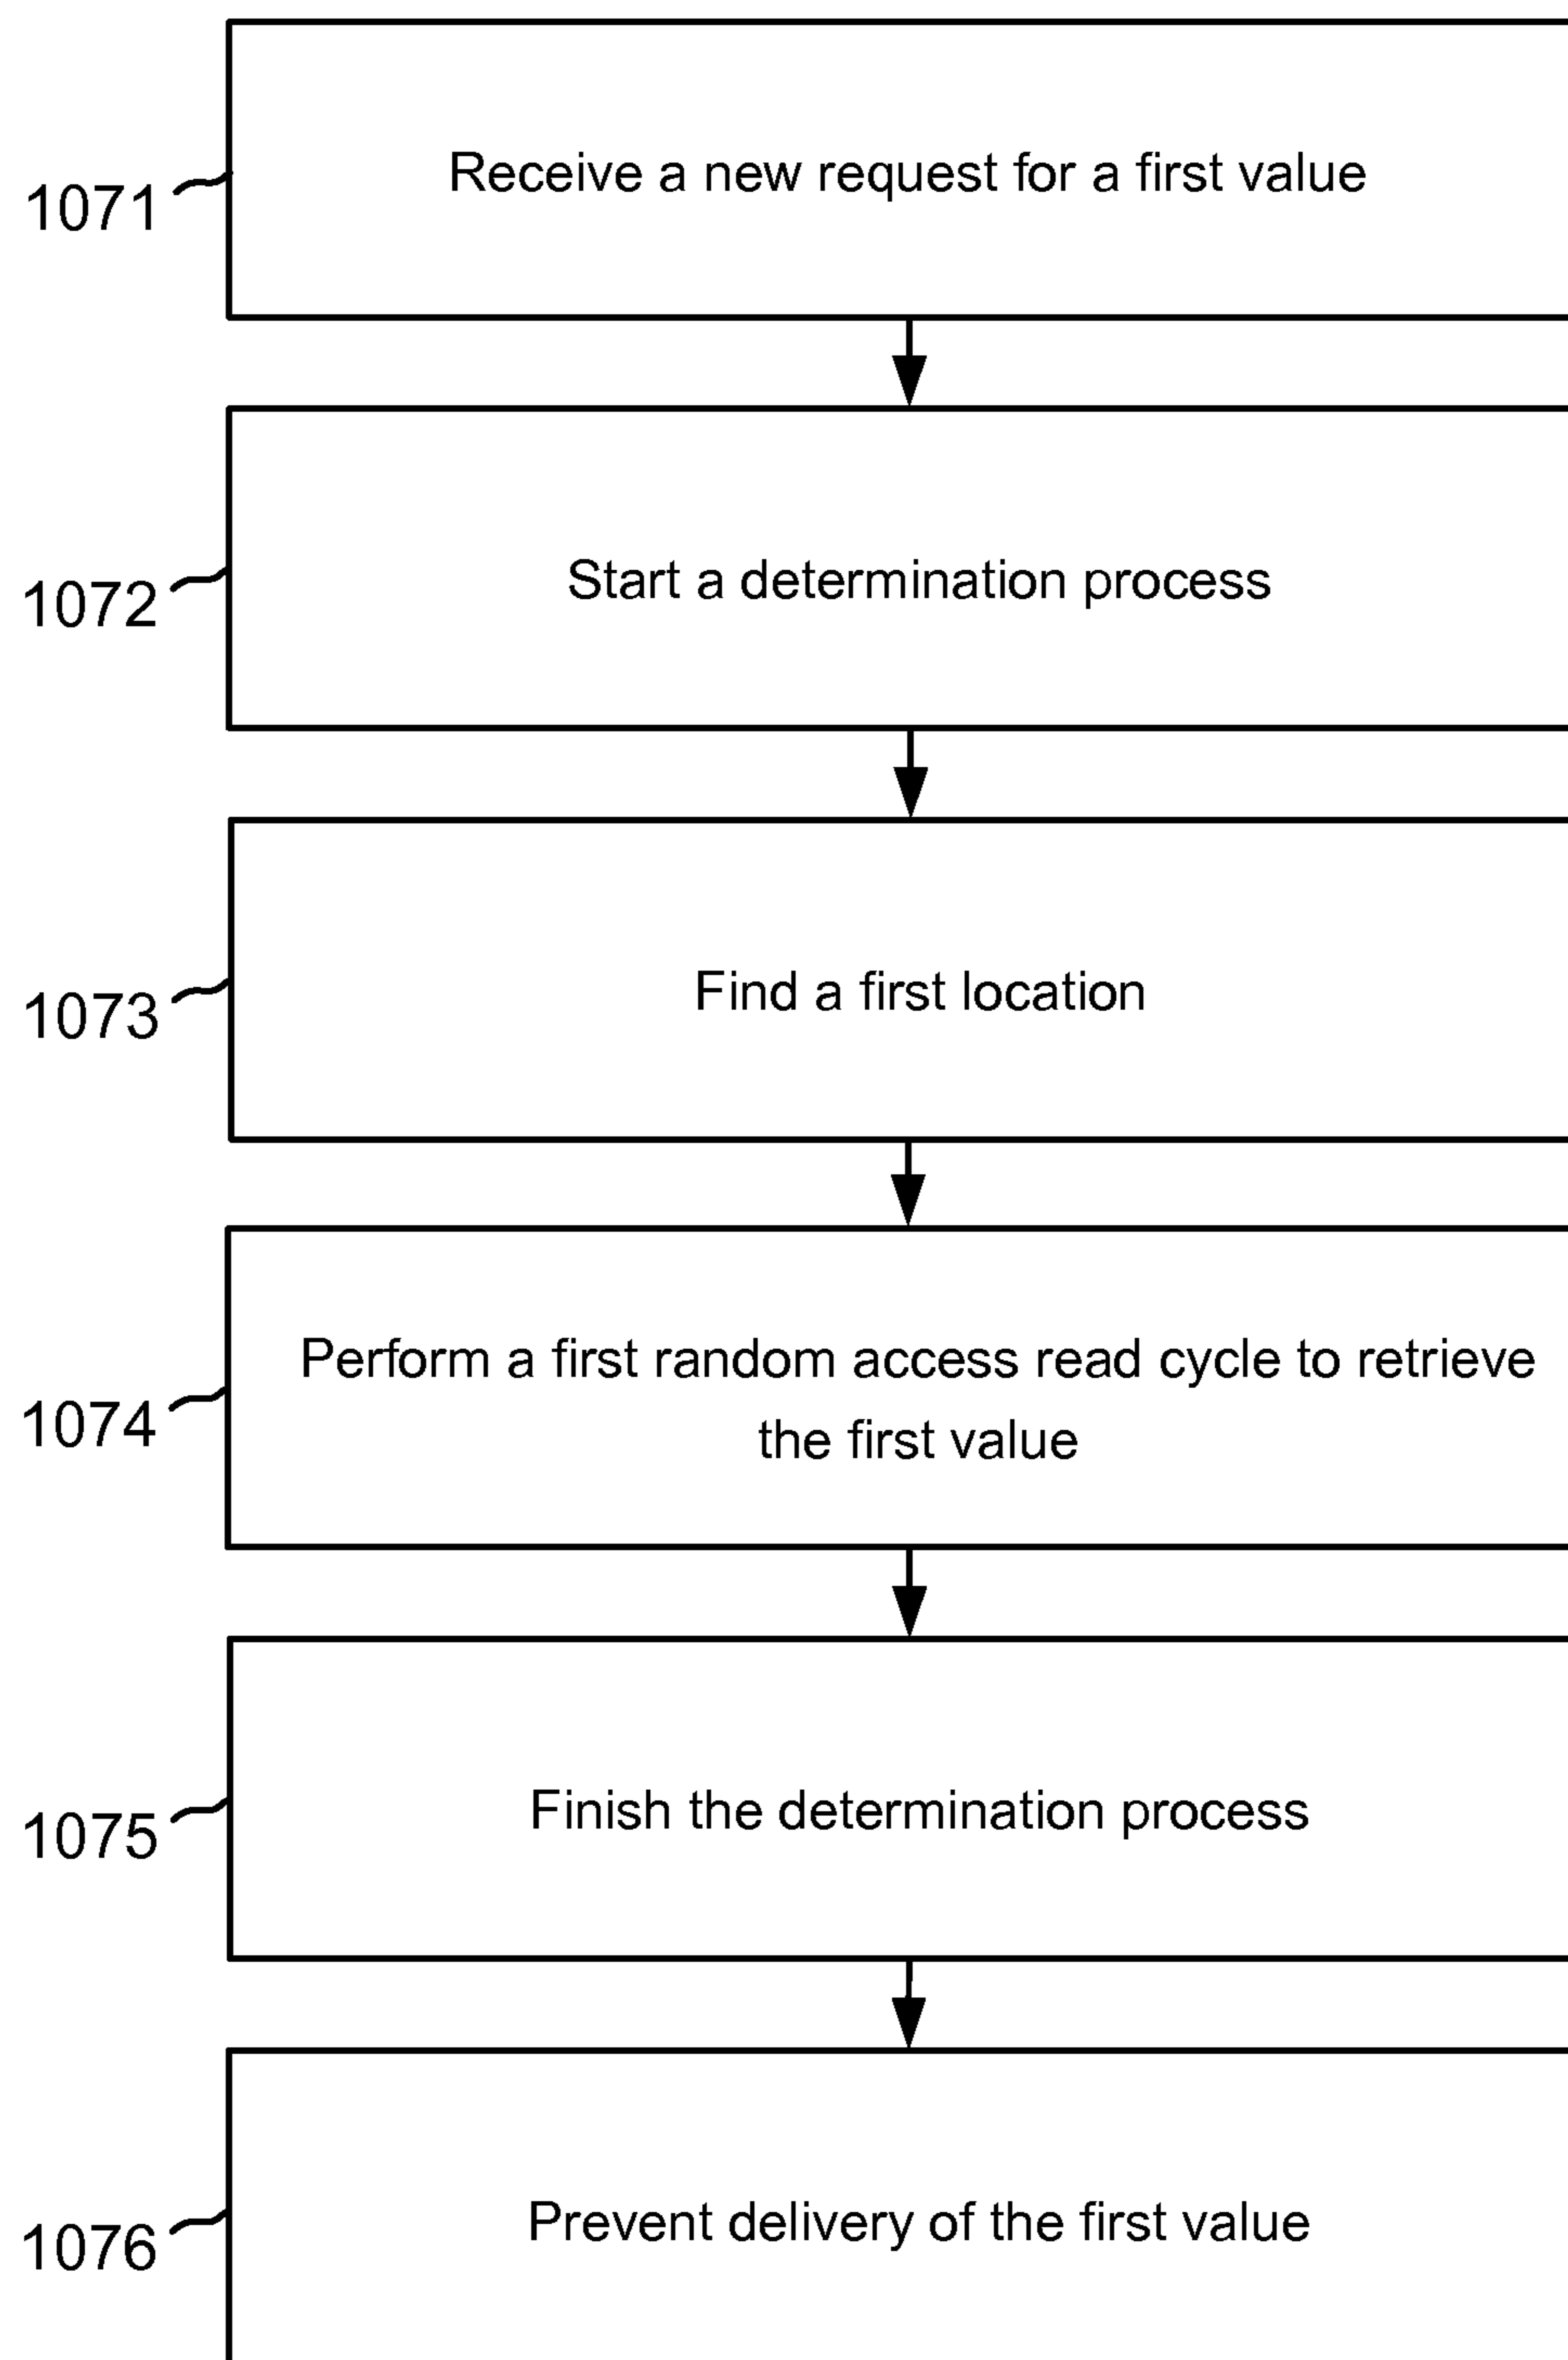 Receive a new request for a first value
1071
Start a determination process
1072
Find a first location
1073
Perform a first random access read cycle to retrieve
the first value
1074
Finish the determination process
1075
Prevent delivery of the first value
1076